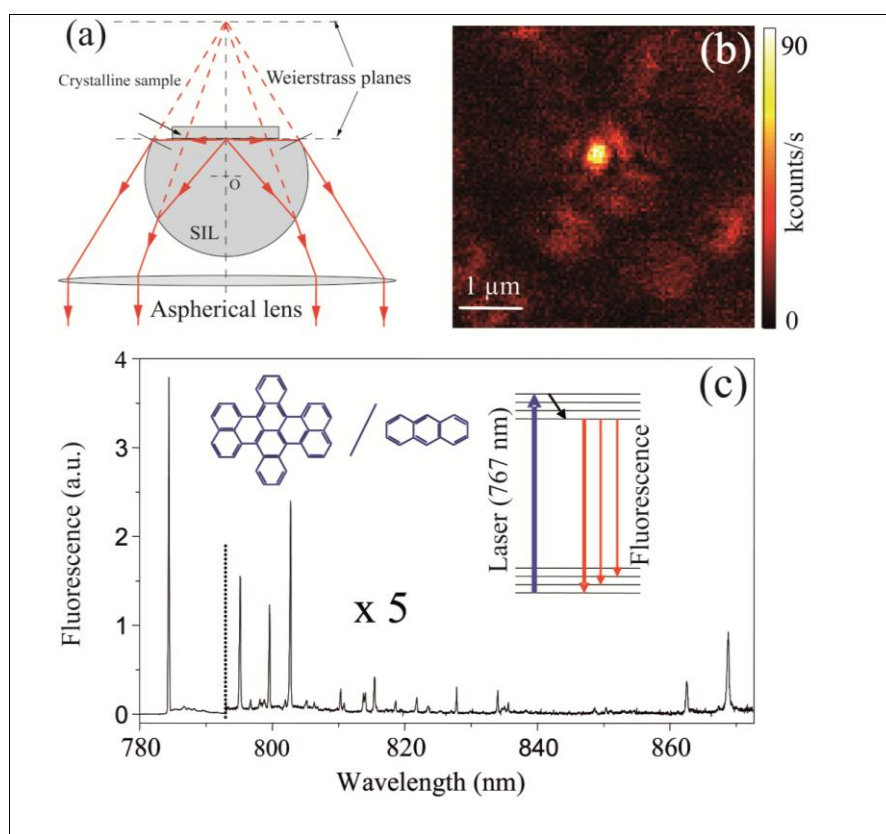 (a)
Crystalline sample
Weierstrass planes
O
SIL
Aspherical lens
(b)
1 µm
90
kcounts/s
0
(c)
Fluorescence (a.u.)
4
3
2
1
0
x 5
Laser (767 nm)
Fluorescence
780
800
820
840
860
Wavelength (nm)